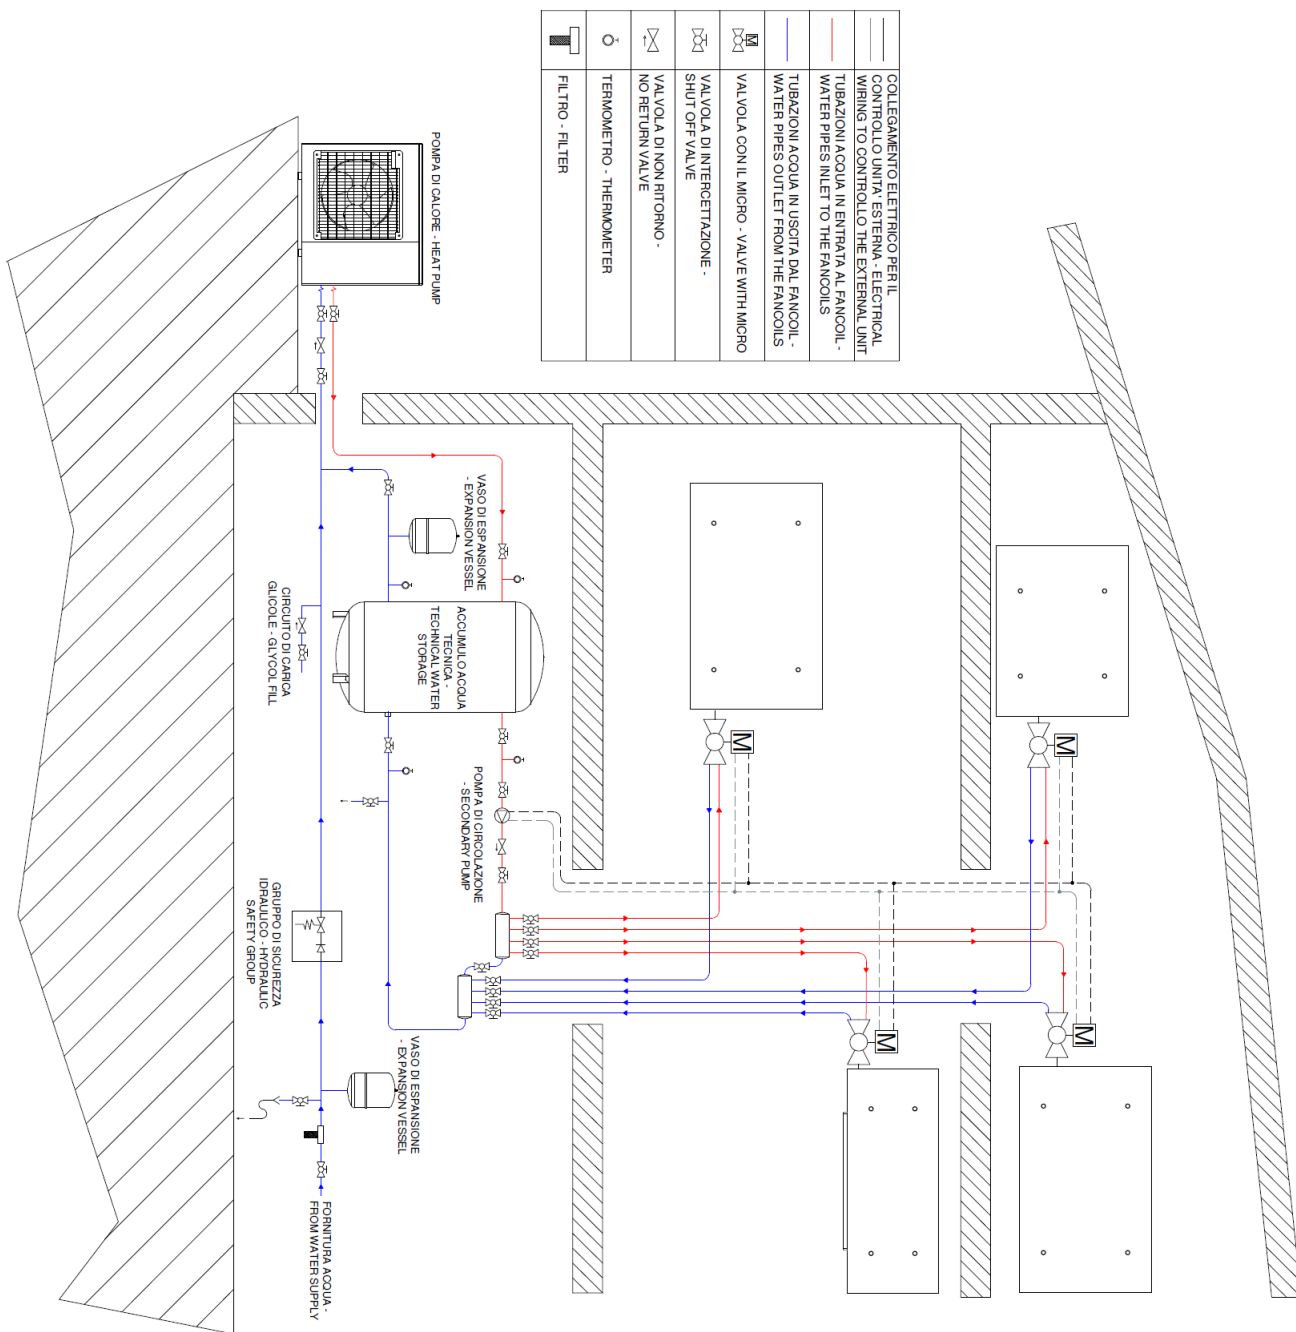 COLLEGAMENTO ELETTRICO PER IL
CONTROLLO UNITA' ESTERNA - ELECTRICAL
WIRING TO CONTROLLO THE EXTERNAL UNIT
TUBAZIONI ACQUA IN ENTRATA AL FANCOIL -
WATER PIPES INLET TO THE FANCOILS
TUBAZIONI ACQUA IN USCITA DAL FANCOIL -
WATER PIPES OUTLET FROM THE FANCOILS
M
VALVOLA CON IL MICRO - VALVE WITH MICRO
VALVOLA DI INTERCETTAZIONE -
SHUT OFF VALVE
VALVOLA DI NON RITORNO -
NO RETURN VALVE
TERMOMETRO - THERMOMETER
FILTRO - FILTER
POMPA DI CALORE - HEAT PUMP
VASO DI ESPANSIONE
- EXPANSION VESSEL
ACCUMULO ACQUA
TECNICA -
TECHNICAL WATER
STORAGE
CIRCUITO DI CARICA
GLICOLE - GLYCOL FILL
POMPA DI CIRCOLAZIONE
- SECONDARY PUMP
GRUPPO DI SICUREZZA
IDRAULICO - HYDRAULIC
SAFETY GROUP
VASO DI ESPANSIONE
- EXPANSION VESSEL
FORNITURA ACQUA -
FROM WATER SUPPLY
M
M
M
M